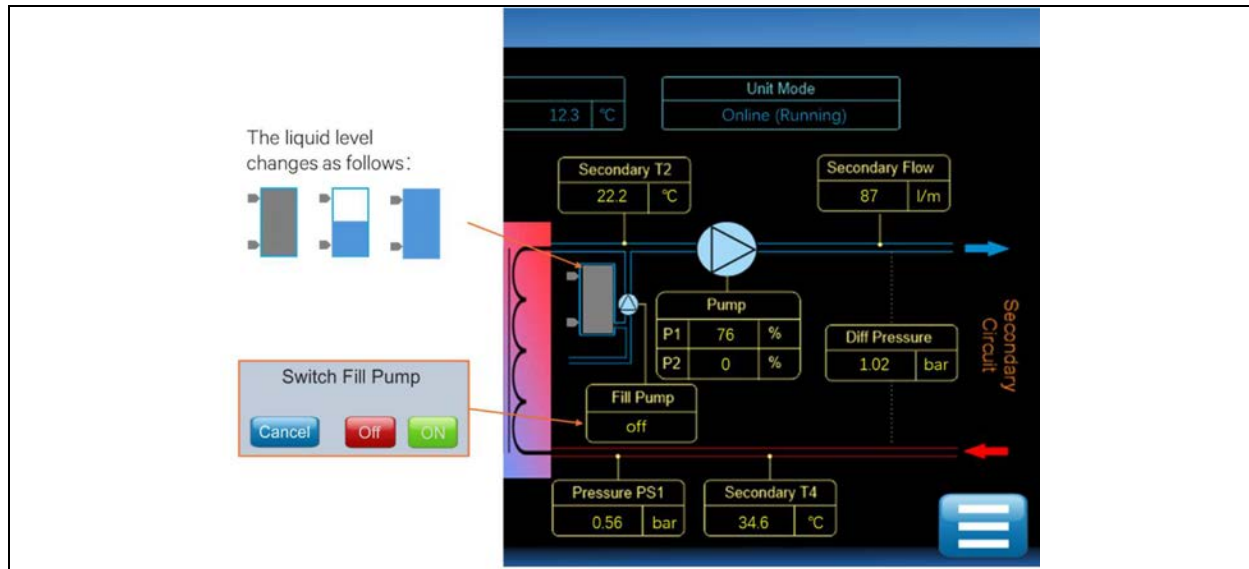 The liquid level
changes as follows:
Switch Fill Pump
Cancel Off ON
12.3 ℃
Unit Mode
Online (Running)
Secondary T2
22.2 ℃
Secondary Flow
87 l/m
Pump
P1 76 %
P2 0 %
Diff Pressure
1.02 bar
Secondary
Circuit
Fill Pump
off
Pressure PS1
0.56 bar
Secondary T4
34.6 ℃